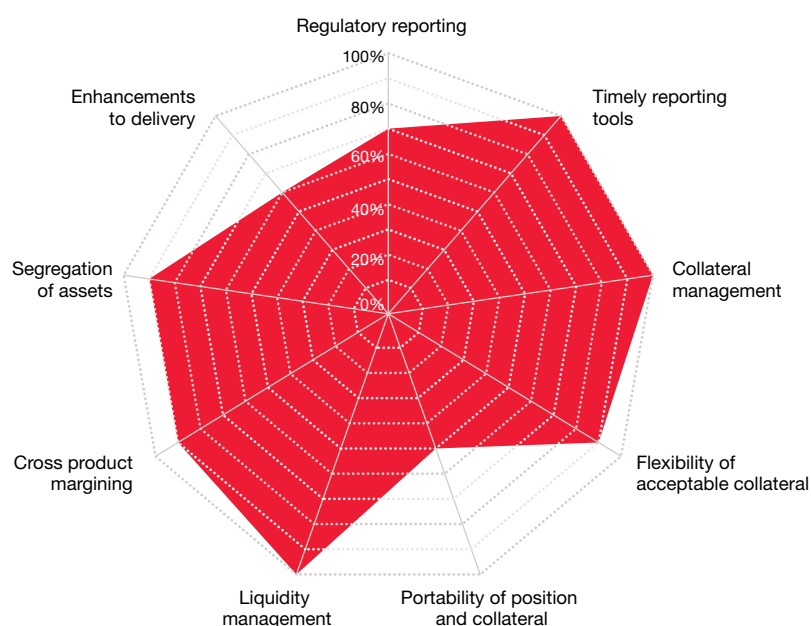 Regulatory reporting
100%
Enhancements
to delivery
Timely reporting
tools
80%
60%
40%
20%
0%
Segregation
of assets
Collateral
management
Cross product
margining
Flexibility of
acceptable collateral
Liquidity
management
Portability of position
and collateral